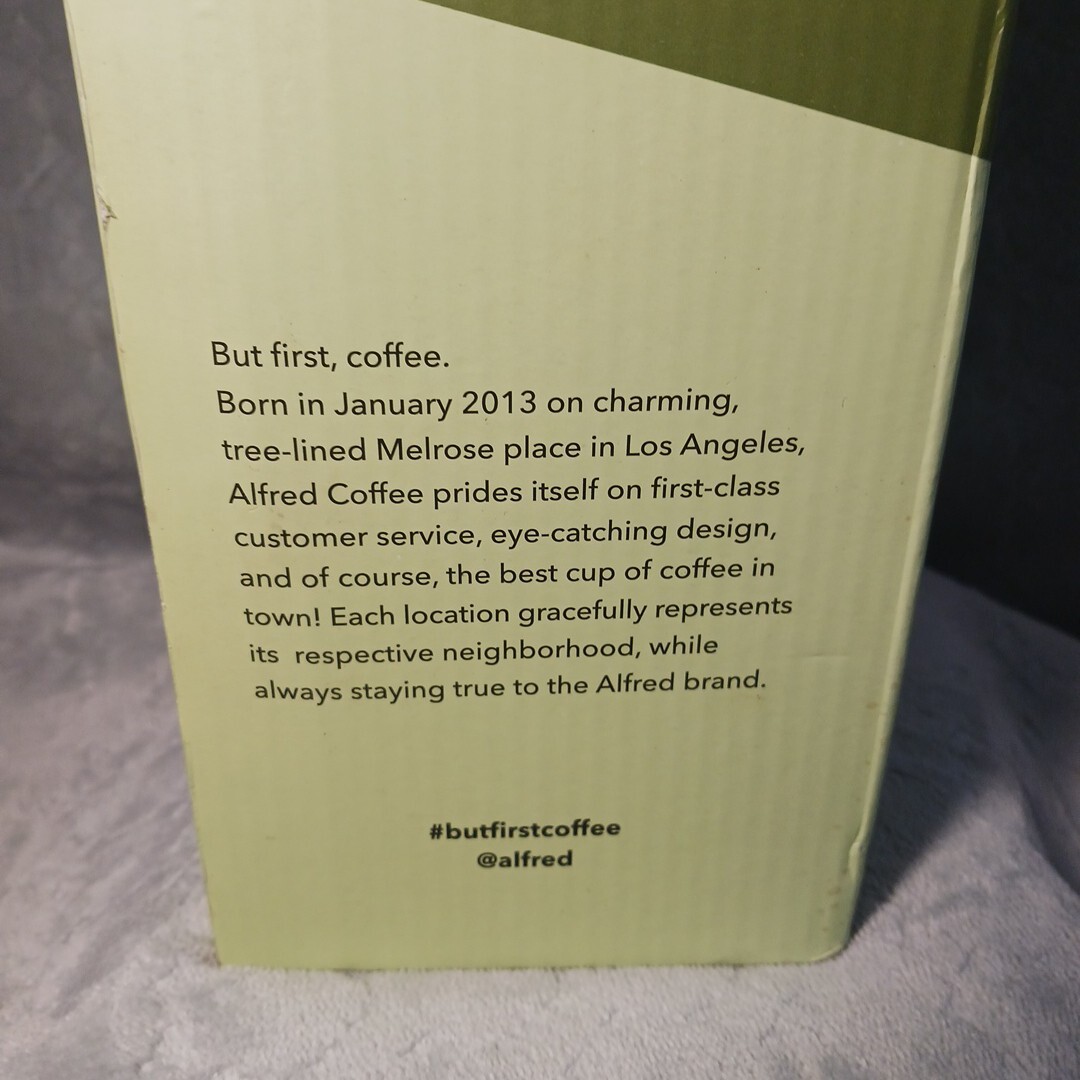 But first, coffee.
Born in January 2013 on charming,
tree-lined Melrose place in Los Angeles,
Alfred Coffee prides itself on first-class
customer service, eye-catching design,
and of course, the best cup of coffee in
town! Each location gracefully represents
its respective neighborhood, while
always staying true to the Alfred brand.
#butfirstcoffee
@alfred